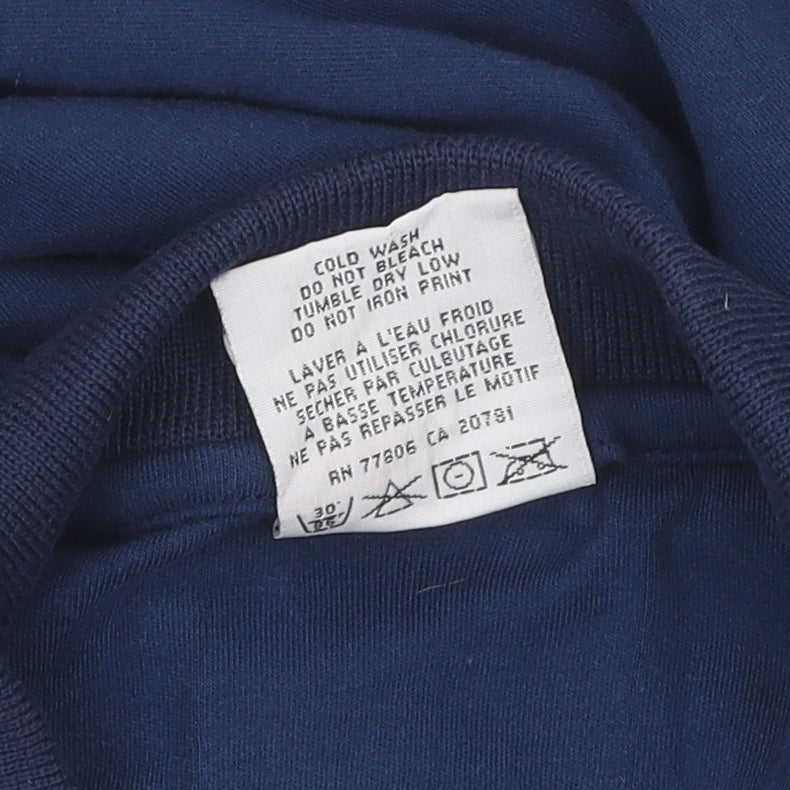 COLD WASH
DO NOT BLEACH
TUMBLE DRY LOW
DO NOT IRON PRINT
LAVER A L'EAU FROID
NE PAS UTILISER CHLORURE
SECHER PAR CULBUTAGE
A BASSE TEMPERATURE
NE PAS REPASSER LE MOTIF
RN 77806 CA 20781
30°